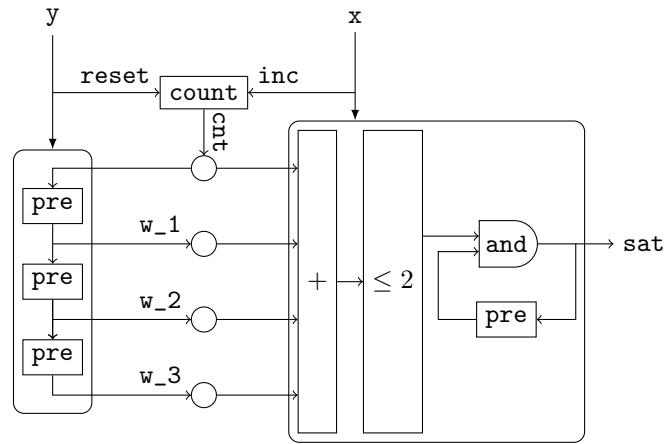 y
x
reset
inc
count
cnt
pre
w_1
pre
w_2
pre
w_3
+
≤ 2
and
sat
pre